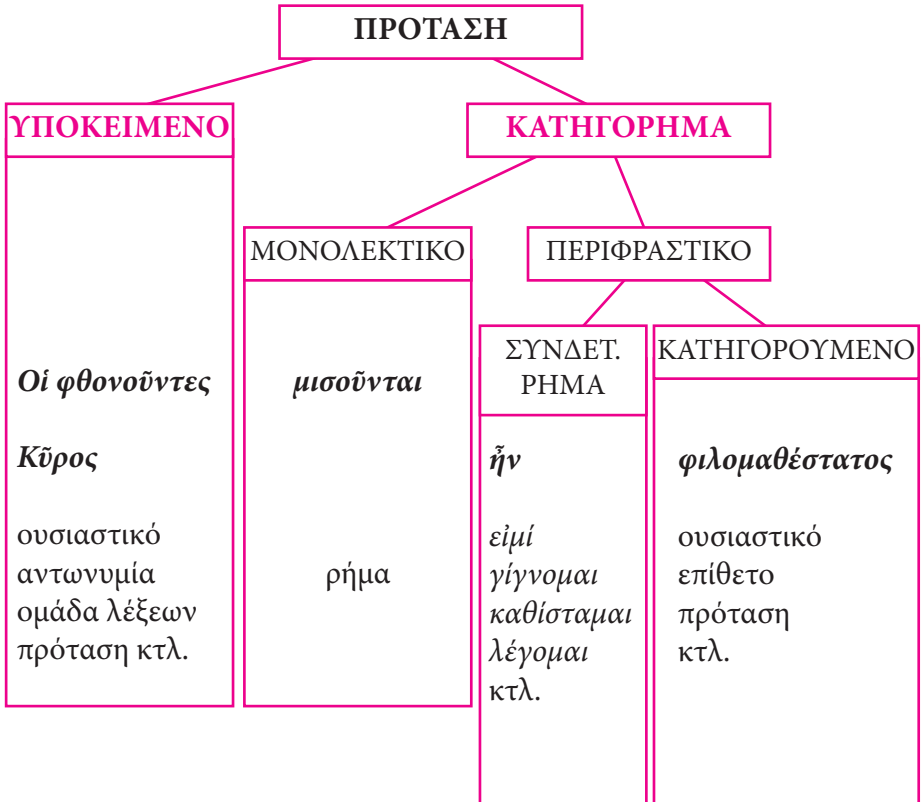 ΠΡΟΤΑΣΗ
ΥΠΟΚΕΙΜΕΝΟ
ΚΑΤΗΓΟΡΗΜΑ
ΜΟΝΟΛΕΚΤΙΚΟ
ΠΕΡΙΦΡΑΣΤΙΚΟ
ΣΥΝΔΕΤ.
ΡΗΜΑ
ΚΑΤΗΓΟΡΟΥΜΕΝΟ
Οἱ φθονοῦντες
μισοῦνται
Κῦρος
ἦν
φιλομαθέστατος
ουσιαστικό
αντωνυμία
ομάδα λέξεων
πρόταση κτλ.
ρήμα
εἰμί
γίγνομαι
καθίσταμαι
λέγομαι
κτλ.
ουσιαστικό
επίθετο
πρόταση
κτλ.